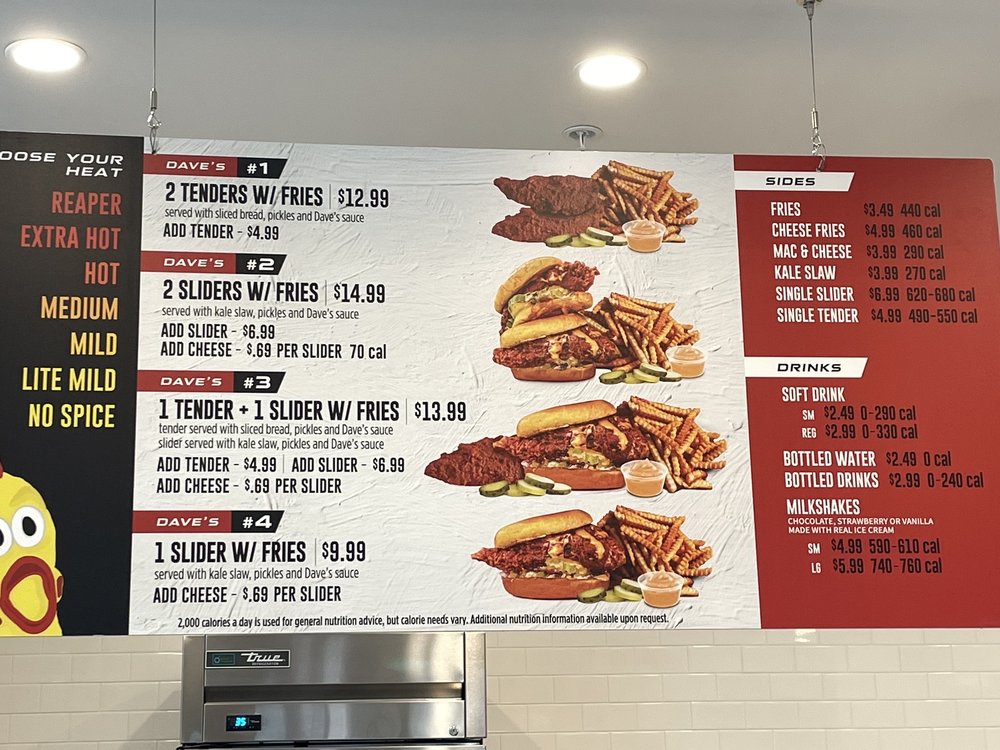 OOSE YOUR
HEAT
REAPER
EXTRA HOT
HOT
MEDIUM
MILD
LITE MILD
NO SPICE
DAVE'S #1
2 TENDERS W/ FRIES | $12.99
served with sliced bread, pickles and Dave's sauce
ADD TENDER - $4.99
DAVE'S #2
2 SLIDERS W/ FRIES | $14.99
served with kale slaw, pickles and Dave's sauce
ADD SLIDER - $6.99
ADD CHEESE - $.69 PER SLIDER 70 cal
DAVE'S #3
1 TENDER + 1 SLIDER W/ FRIES | $13.99
tender served with sliced bread, pickles and Dave's sauce
slider served with kale slaw, pickles and Dave's sauce
ADD TENDER - $4.99 | ADD SLIDER - $6.99
ADD CHEESE - $.69 PER SLIDER
DAVE'S #4
1 SLIDER W/ FRIES | $9.99
served with kale slaw, pickles and Dave's sauce
ADD CHEESE - $.69 PER SLIDER
2,000 calories a day is used for general nutrition advice, but calorie needs vary. Additional nutrition information available upon request.
SIDES
FRIES $3.49 440 cal
CHEESE FRIES $4.99 460 cal
MAC & CHEESE $3.99 290 cal
KALE SLAW $3.99 270 cal
SINGLE SLIDER $6.99 620-680 cal
SINGLE TENDER $4.99 490-550 cal
DRINKS
SOFT DRINK
SM $2.49 0-290 cal
REG $2.99 0-330 cal
BOTTLED WATER $2.49 0 cal
BOTTLED DRINKS $2.99 0-240 cal
MILKSHAKES
CHOCOLATE, STRAWBERRY OR VANILLA
MADE WITH REAL ICE CREAM
SM $4.99 590-610 cal
LG $5.99 740-760 cal
True
REFRIGERATION
35